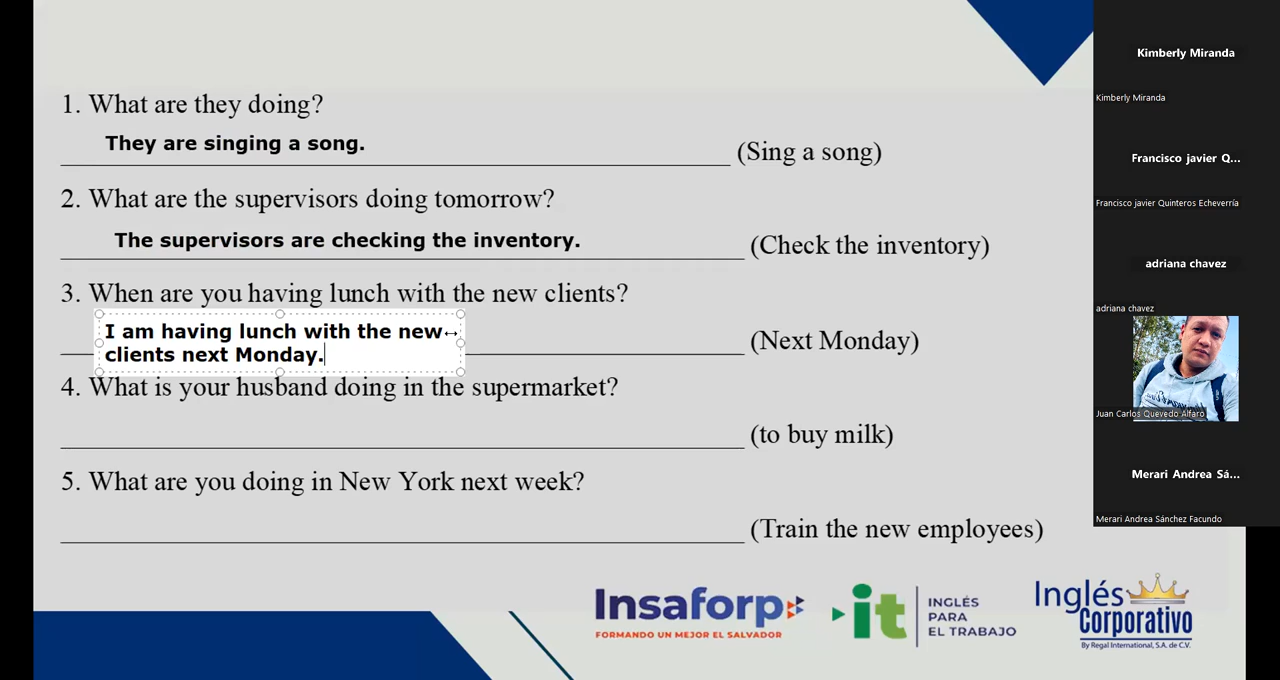 1. What are they doing?
They are singing a song.
(Sing a song)
2. What are the supervisors doing tomorrow?
The supervisors are checking the inventory.
(Check the inventory)
3. When are you having lunch with the new clients?
I am having lunch with the new
clients next Monday.
(Next Monday)
4. What is your husband doing in the supermarket?
(to buy milk)
5. What are you doing in New York next week?
(Train the new employees)
Insaforp
FORMANDO UN MEJOR EL SALVADOR
it
INGLÉS
PARA
EL TRABAJO
Inglés
Corporativo
By Regal International, S.A. de C.V.
Kimberly Miranda
Kimberly Miranda
Francisco javier Q...
Francisco javier Quinteros Echeverría
adriana chavez
adriana chavez
Juan Carlos Quevedo Alfaro
Merari Andrea Sá...
Merari Andrea Sánchez Facundo